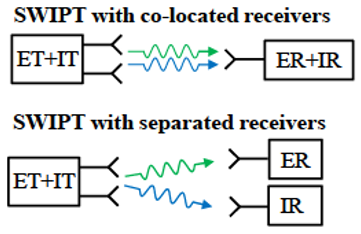 SWIPT with co-located receivers
ET+IT
ER+IR
SWIPT with separated receivers
ET+IT
ER
IR